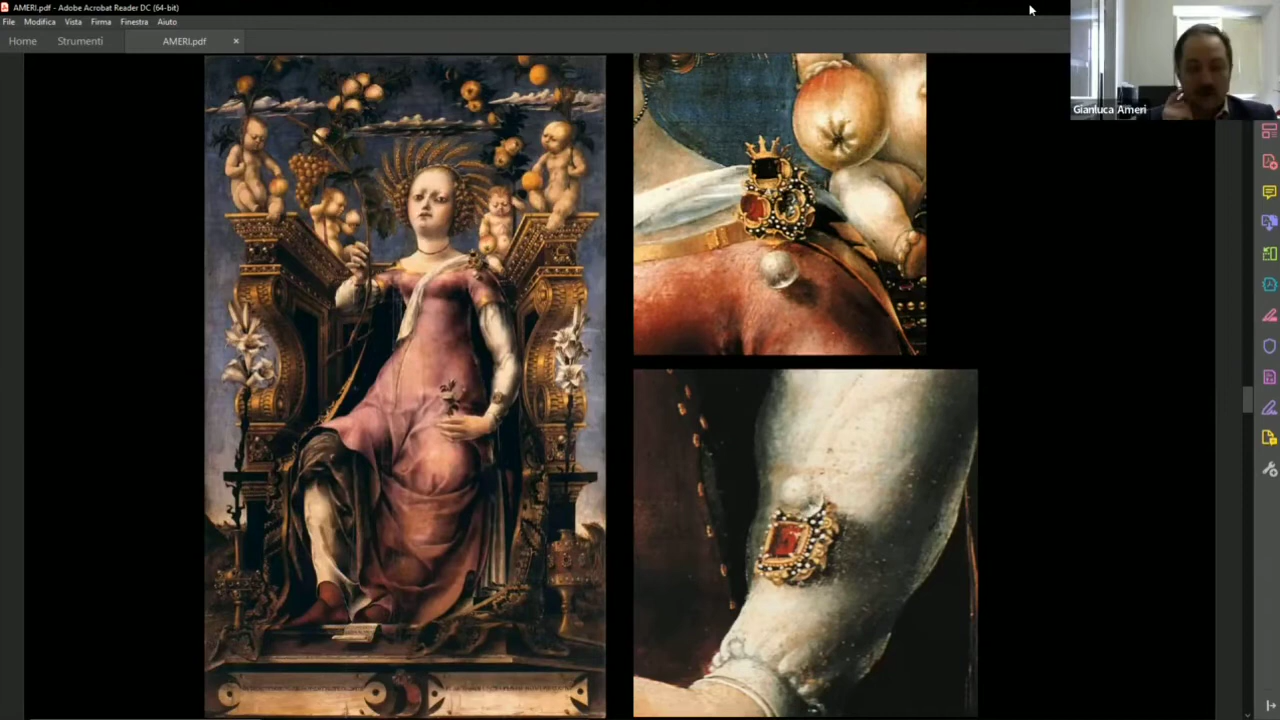 AMERI.pdf - Adobe Acrobat Reader DC (64-bit)
File Modifica Vista Firma Finestra Aiuto
Home Strumenti AMERI.pdf
Gianluca Ameri